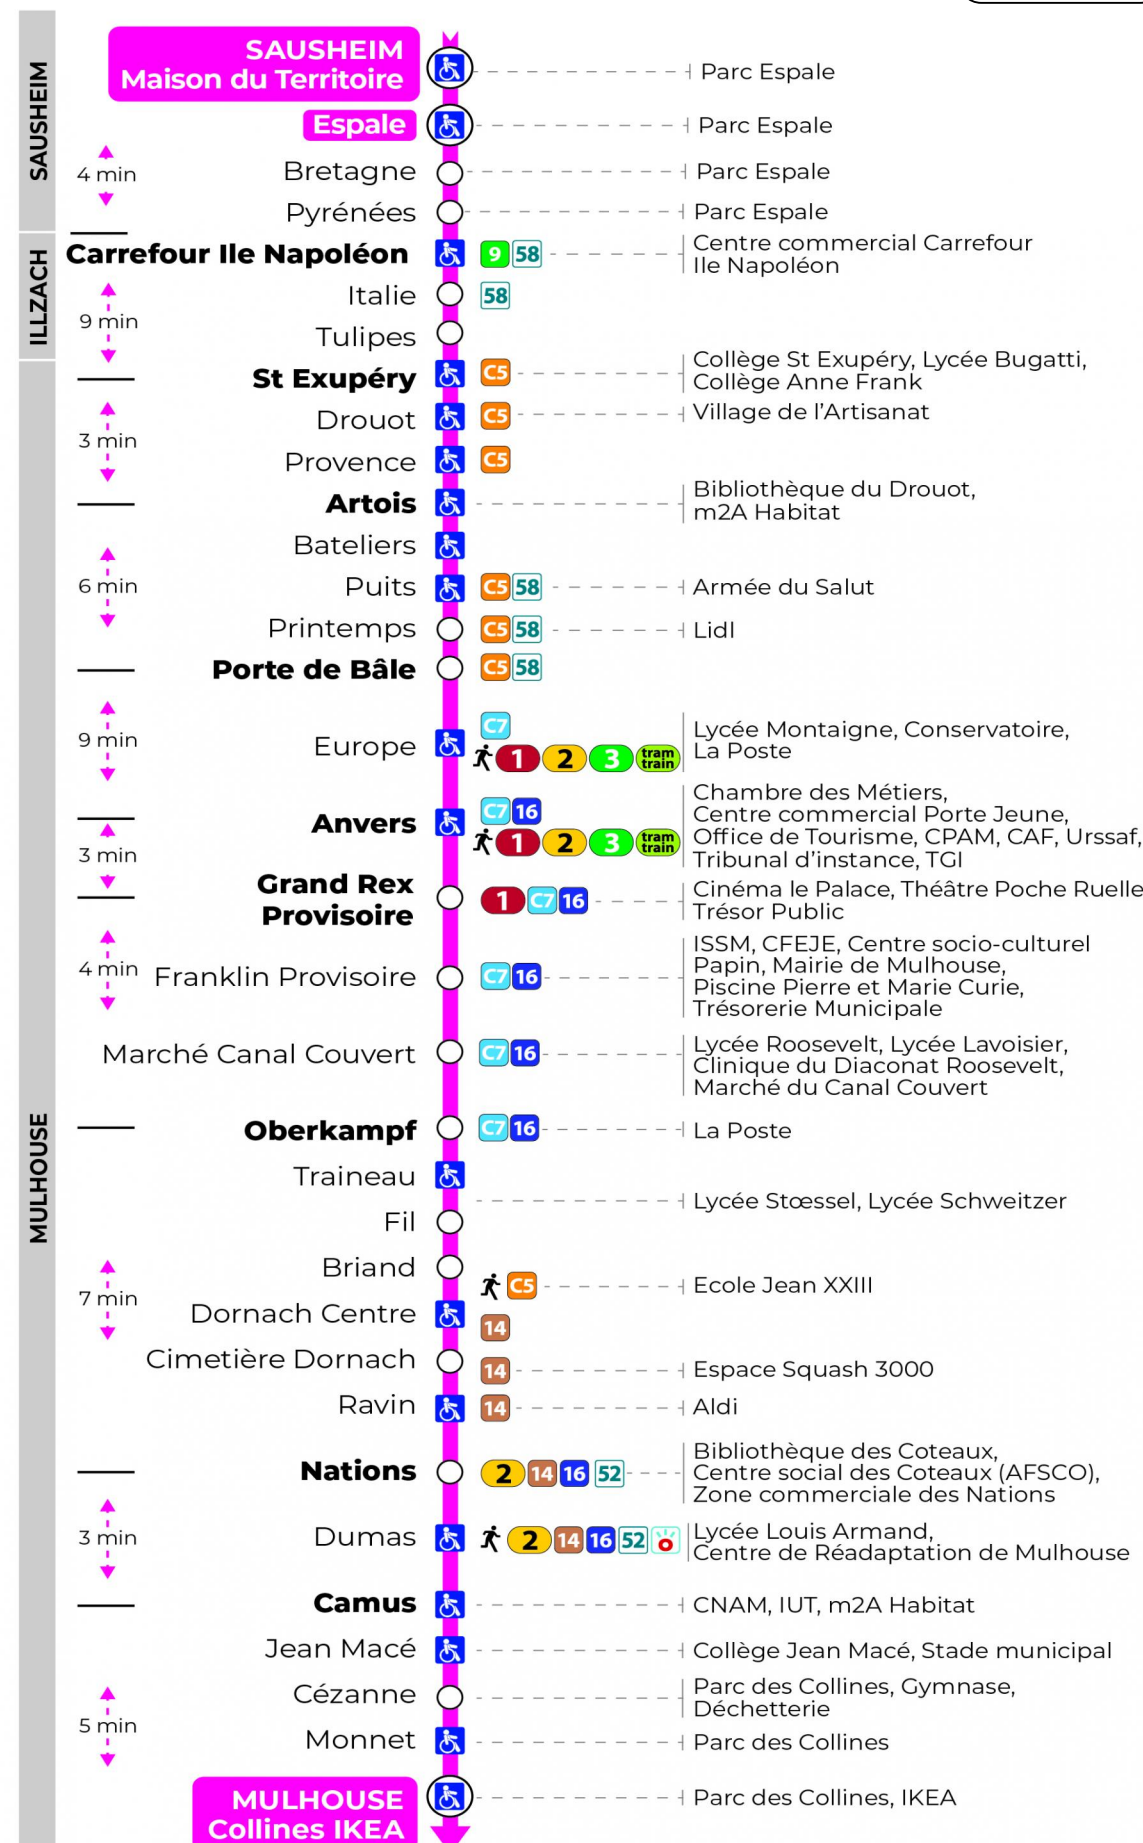 SAUSHEIM
SAUSHEIM
Maison du Territoire
Parc Espale
Espale
Parc Espale
4 min
Bretagne
Parc Espale
Pyrénées
Parc Espale
ILLZACH
Carrefour Ile Napoléon
9 58
Centre commercial Carrefour
Ile Napoléon
9 min
Italie
58
Tulipes
MULHOUSE
St Exupéry
C5
Collège St Exupéry, Lycée Bugatti,
Collège Anne Frank
3 min
Drouot
C5
Village de l'Artisanat
Provence
C5
Artois
Bibliothèque du Drouot,
m2A Habitat
Bateliers
6 min
Puits
C5 58
Armée du Salut
Printemps
C5 58
Lidl
Porte de Bâle
C5 58
9 min
Europe
C7
1 2 3 tram train
Lycée Montaigne, Conservatoire,
La Poste
Anvers
C7 16
1 2 3 tram train
Chambre des Métiers,
Centre commercial Porte Jeune,
Office de Tourisme, CPAM, CAF, Urssaf,
Tribunal d'instance, TGI
3 min
Grand Rex
Provisoire
1 C7 16
Cinéma le Palace, Théâtre Poche Ruelle
Trésor Public
4 min
Franklin Provisoire
C7 16
ISSM, CFEJE, Centre socio-culturel
Papin, Mairie de Mulhouse,
Piscine Pierre et Marie Curie,
Trésorerie Municipale
Marché Canal Couvert
C7 16
Lycée Roosevelt, Lycée Lavoisier,
Clinique du Diaconat Roosevelt,
Marché du Canal Couvert
Oberkampf
C7 16
La Poste
Traineau
Lycée Stœssel, Lycée Schweitzer
Fil
Briand
C5
Ecole Jean XXIII
7 min
Dornach Centre
14
Cimetière Dornach
14
Espace Squash 3000
Ravin
14
Aldi
Nations
2 14 16 52
Bibliothèque des Coteaux,
Centre social des Coteaux (AFSCO),
Zone commerciale des Nations
3 min
Dumas
2 14 16 52
Lycée Louis Armand,
Centre de Réadaptation de Mulhouse
Camus
CNAM, IUT, m2A Habitat
Jean Macé
Collège Jean Macé, Stade municipal
5 min
Cézanne
Parc des Collines, Gymnase,
Déchetterie
Monnet
Parc des Collines
MULHOUSE
Collines IKEA
Parc des Collines, IKEA